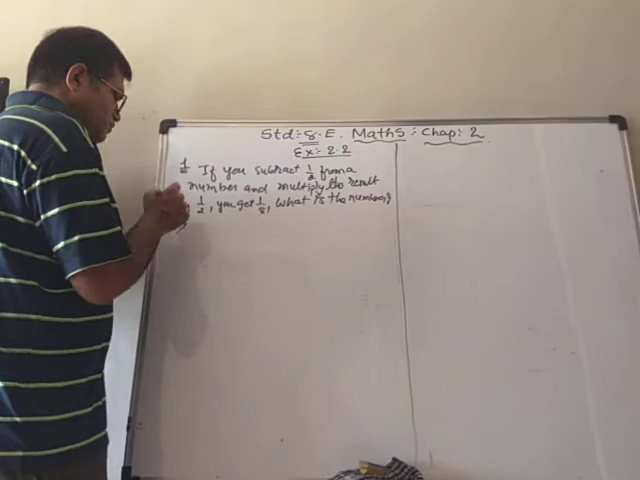 Std:- 8-E. Maths:- Chap: 2
Ex:- 2.2
1 If you subtract 1/2 from a
number and multiply the result
1/2, you get 1/8, What is the number?